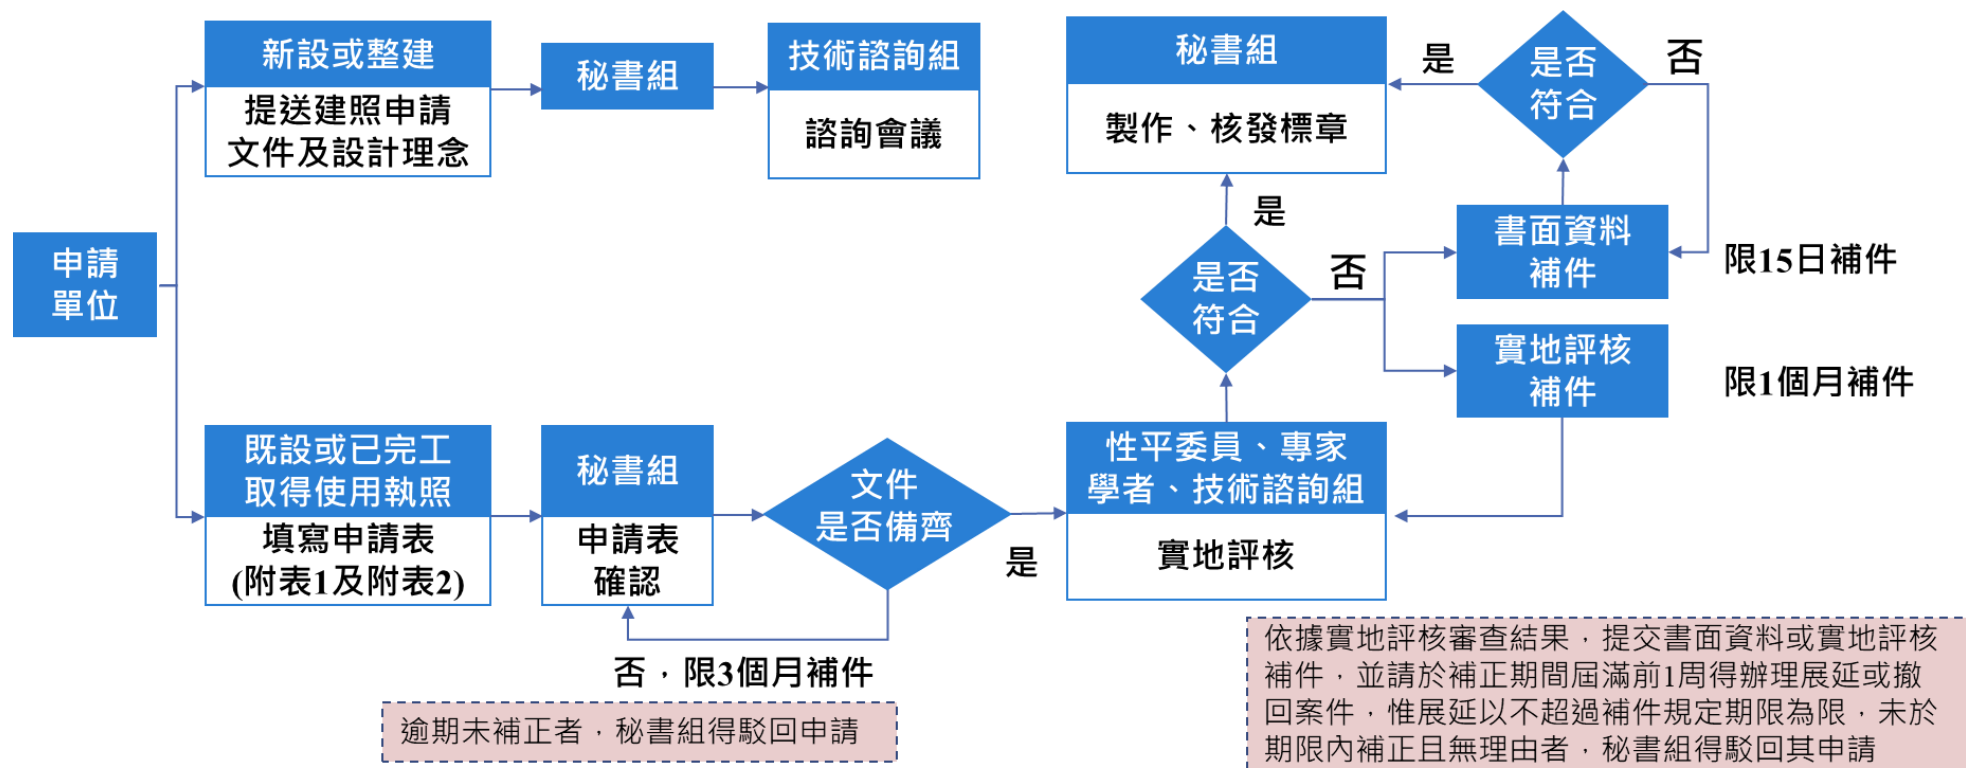 申請
單位
新設或整建
提送建照申請
文件及設計理念
秘書組
技術諮詢組
諮詢會議
既設或已完工
取得使用執照
填寫申請表
(附表1及附表2)
秘書組
申請表
確認
文件
是否備齊
否，限3個月補件
逾期未補正者，秘書組得駁回申請
是
性平委員、專家
學者、技術諮詢組
實地評核
是否
符合
是
秘書組
製作、核發標章
否
書面資料
補件
限15日補件
是否
符合
是
否
實地評核
補件
限1個月補件
依據實地評核審查結果，提交書面資料或實地評核
補件，並請於補正期間屆滿前1周得辦理展延或撤
回案件，惟展延以不超過補件規定期限為限，未於
期限內補正且無理由者，秘書組得駁回其申請